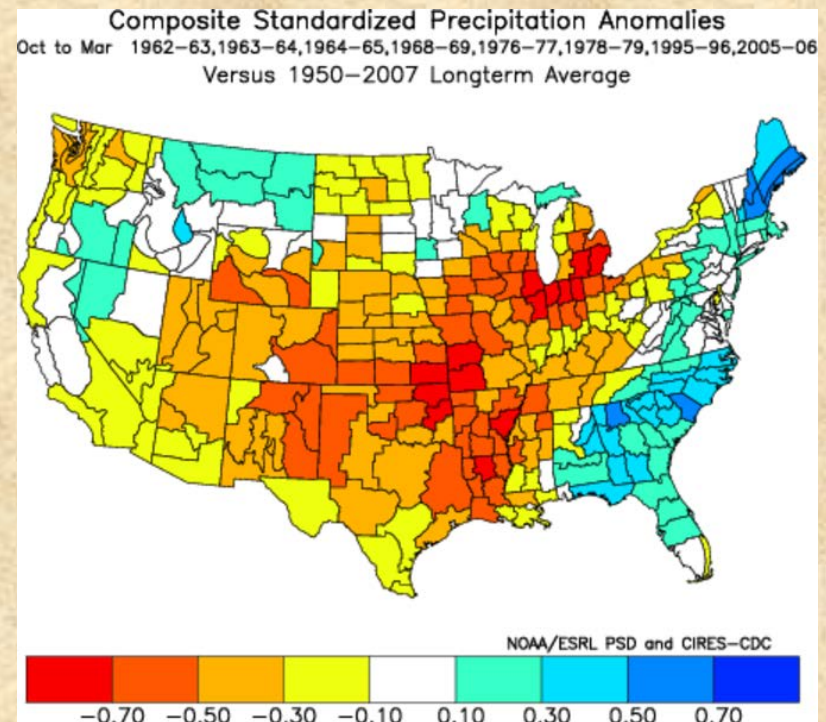 Composite Standardized Precipitation Anomalies
Oct to Mar 1962-63,1963-64,1964-65,1968-69,1976-77,1978-79,1995-96,2005-06
Versus 1950-2007 Longterm Average
NOAA/ESRL PSD and CIRES-CDC
-0.70 -0.50 -0.30 -0.10 0.10 0.30 0.50 0.70